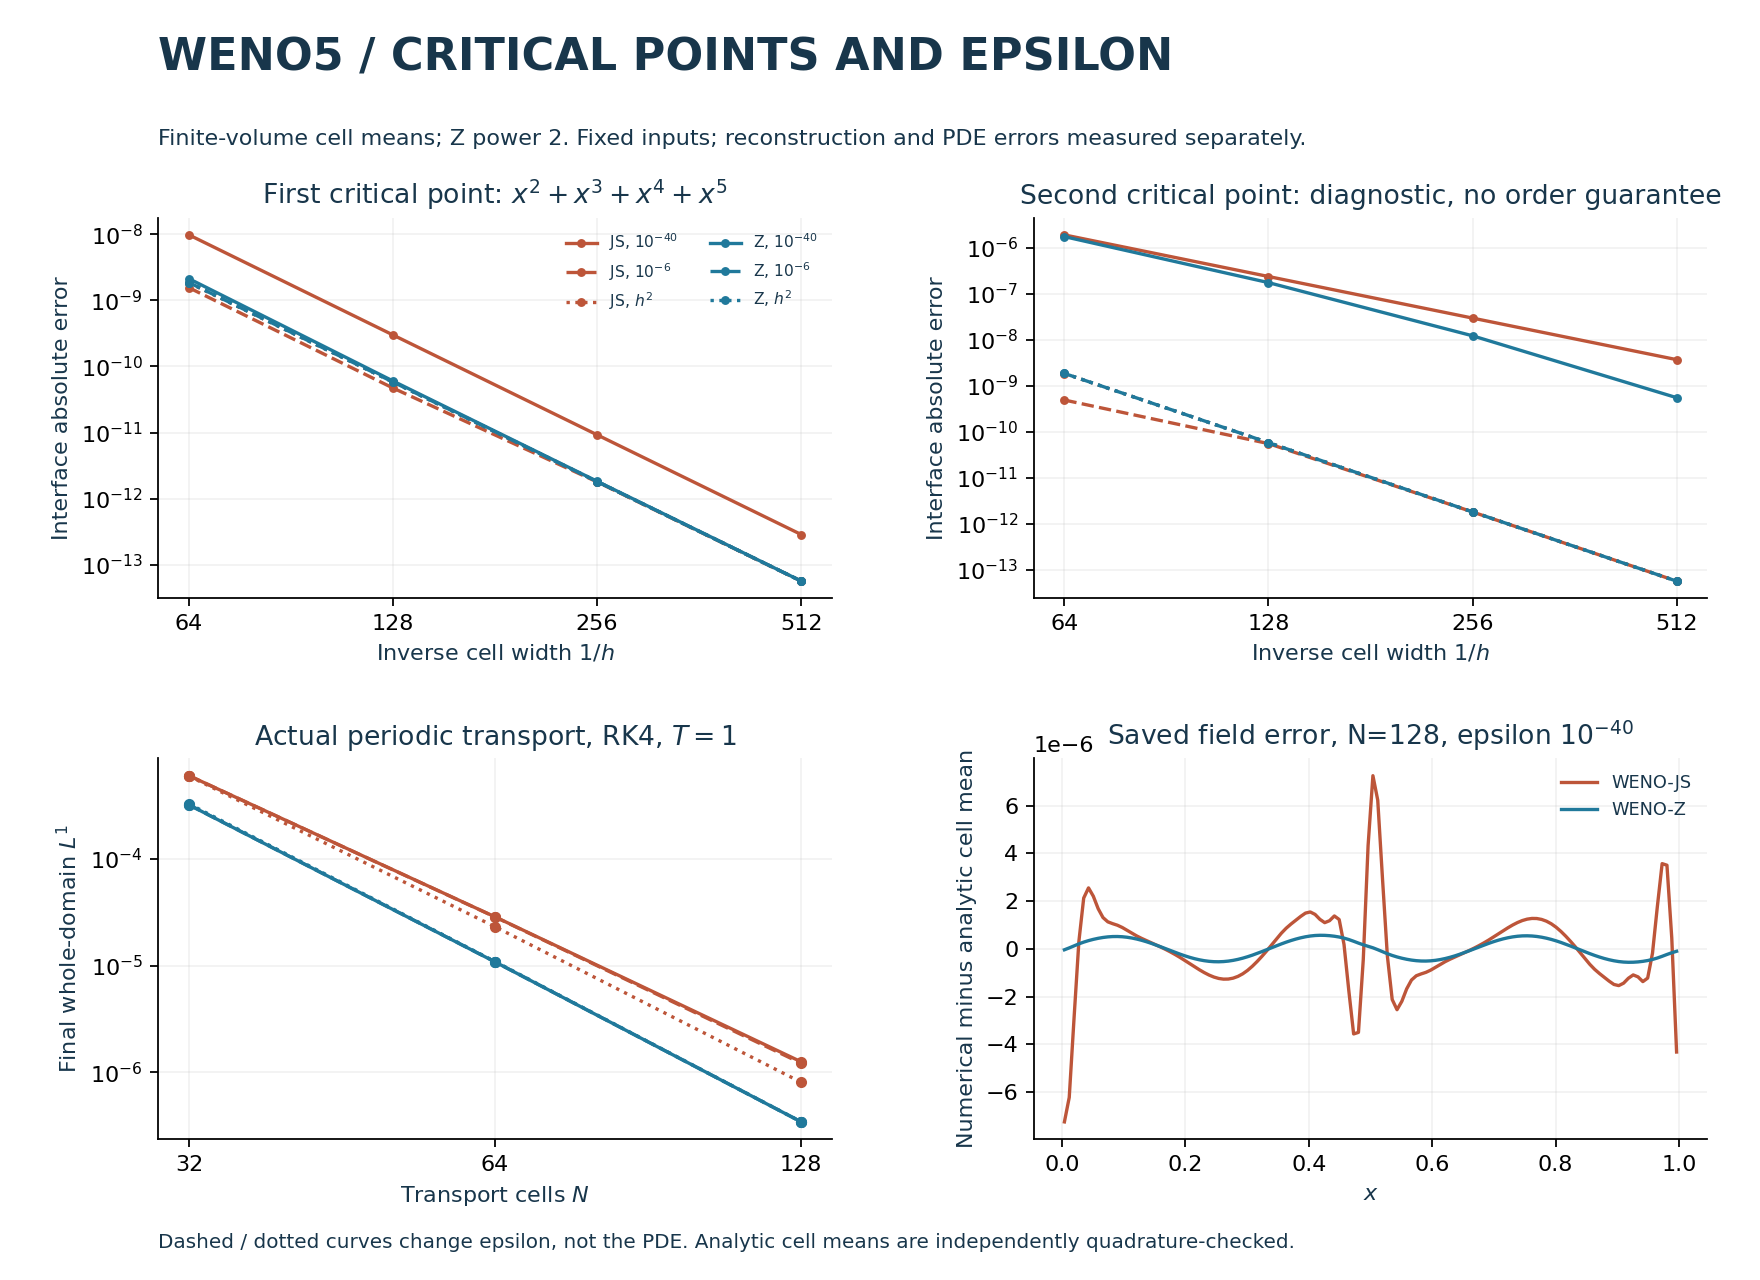 WENO5 / CRITICAL POINTS AND EPSILON
Finite-volume cell means; Z power 2. Fixed inputs; reconstruction and PDE errors measured separately.
First critical point: x² + x³ + x⁴ + x⁵
Interface absolute error
10⁻⁸
10⁻⁹
10⁻¹⁰
10⁻¹¹
10⁻¹²
10⁻¹³
JS, 10⁻⁴⁰
JS, 10⁻⁶
JS, h²
Z, 10⁻⁴⁰
Z, 10⁻⁶
Z, h²
64 128 256 512
Inverse cell width 1/h
Second critical point: diagnostic, no order guarantee
Interface absolute error
10⁻⁶
10⁻⁷
10⁻⁸
10⁻⁹
10⁻¹⁰
10⁻¹¹
10⁻¹²
10⁻¹³
64 128 256 512
Inverse cell width 1/h
Actual periodic transport, RK4, T = 1
Final whole-domain L¹
10⁻⁴
10⁻⁵
10⁻⁶
32 64 128
Transport cells N
Saved field error, N=128, epsilon 10⁻⁴⁰
1e−6
Numerical minus analytic cell mean
6
4
2
0
−2
−4
−6
WENO-JS
WENO-Z
0.0 0.2 0.4 0.6 0.8 1.0
x
Dashed / dotted curves change epsilon, not the PDE. Analytic cell means are independently quadrature-checked.